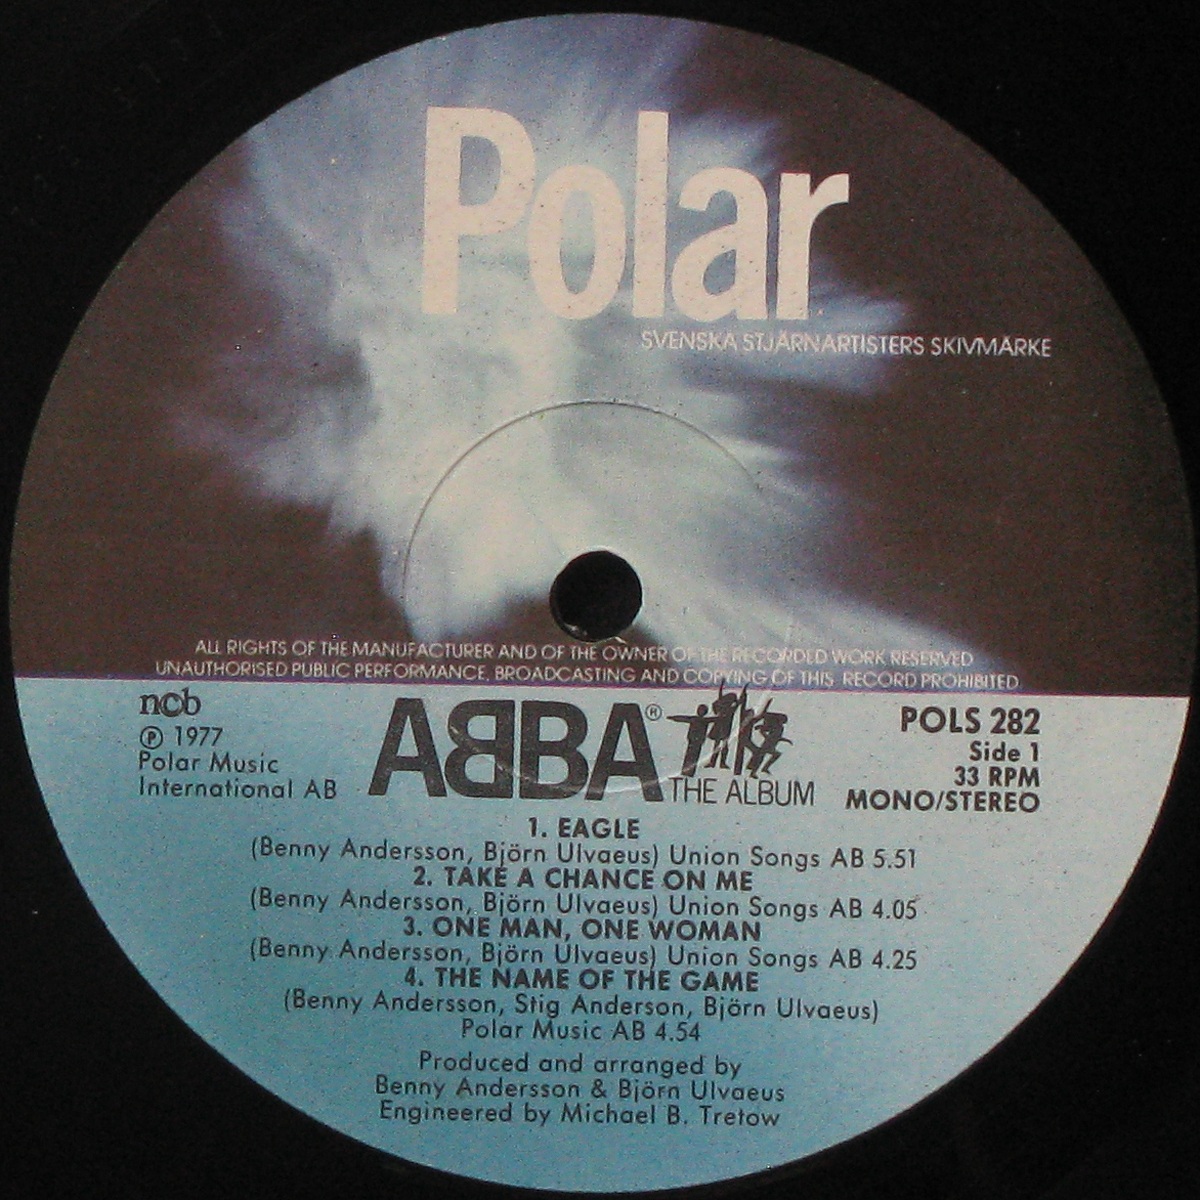 Polar
SVENSKA STJÄRNARTISTERS SKIVMÄRKE
ALL RIGHTS OF THE MANUFACTURER AND OF THE OWNER OF THE RECORDED WORK RESERVED
UNAUTHORISED PUBLIC PERFORMANCE, BROADCASTING AND COPYING OF THIS RECORD PROHIBITED
ncb
℗ 1977
Polar Music
International AB
ABBA®
THE ALBUM
POLS 282
Side 1
33 RPM
MONO/STEREO
1. EAGLE
(Benny Andersson, Björn Ulvaeus) Union Songs AB 5.51
2. TAKE A CHANCE ON ME
(Benny Andersson, Björn Ulvaeus) Union Songs AB 4.05
3. ONE MAN, ONE WOMAN
(Benny Andersson, Björn Ulvaeus) Union Songs AB 4.25
4. THE NAME OF THE GAME
(Benny Andersson, Stig Anderson, Björn Ulvaeus)
Polar Music AB 4.54
Produced and arranged by
Benny Andersson & Björn Ulvaeus
Engineered by Michael B. Tretow